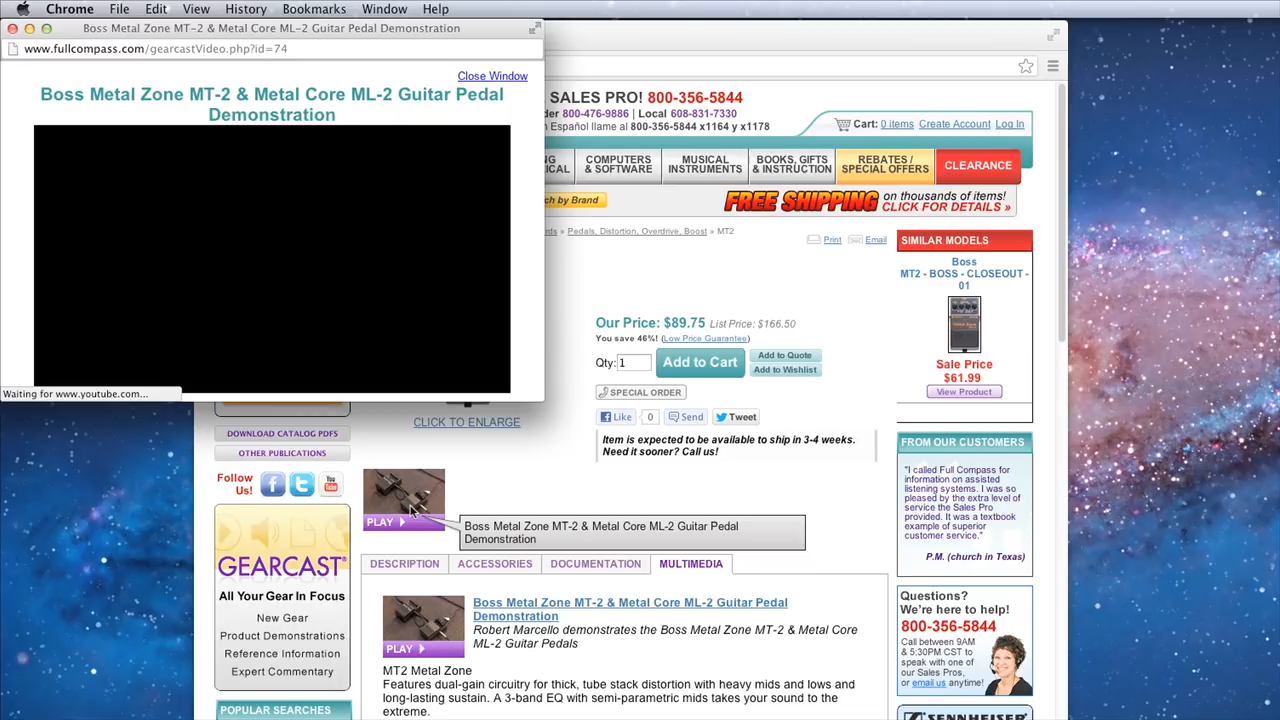 Chrome File Edit View History Bookmarks Window Help
Boss Metal Zone MT-2 & Metal Core ML-2 Guitar Pedal Demonstration
www.fullcompass.com/gearcastVideo.php?id=74
Close Window
Boss Metal Zone MT-2 & Metal Core ML-2 Guitar Pedal
Demonstration
Waiting for www.youtube.com...
SALES PRO! 800-356-5844
der 800-476-9886 | Local 608-831-7330
n Español llame al 800-356-5844 x1164 y x1178
Cart: 0 items Create Account Log In
NG
ICAL
COMPUTERS
& SOFTWARE
MUSICAL
INSTRUMENTS
BOOKS, GIFTS
& INSTRUCTION
REBATES /
SPECIAL OFFERS
CLEARANCE
ch by Brand
FREE SHIPPING on thousands of items!
CLICK FOR DETAILS »
rds » Pedals, Distortion, Overdrive, Boost » MT2
Print Email
Our Price: $89.75 List Price: $166.50
You save 46%! (Low Price Guarantee)
Qty: 1 Add to Cart
Add to Quote
Add to Wishlist
SPECIAL ORDER
Like 0 Send Tweet
Item is expected to be available to ship in 3-4 weeks.
Need it sooner? Call us!
CLICK TO ENLARGE
PLAY
Boss Metal Zone MT-2 & Metal Core ML-2 Guitar Pedal
Demonstration
DESCRIPTION ACCESSORIES DOCUMENTATION MULTIMEDIA
Boss Metal Zone MT-2 & Metal Core ML-2 Guitar Pedal
Demonstration
Robert Marcello demonstrates the Boss Metal Zone MT-2 & Metal Core
ML-2 Guitar Pedals
PLAY
MT2 Metal Zone
Features dual-gain circuitry for thick, tube stack distortion with heavy mids and lows and
long-lasting sustain. A 3-band EQ with semi-parametric mids takes your sound to the
extreme.
DOWNLOAD CATALOG PDFS
OTHER PUBLICATIONS
Follow
Us!
You
Tube
GEARCAST
All Your Gear In Focus
New Gear
Product Demonstrations
Reference Information
Expert Commentary
POPULAR SEARCHES
SIMILAR MODELS
Boss
MT2 - BOSS - CLOSEOUT -
01
Sale Price
$61.99
View Product
FROM OUR CUSTOMERS
"I called Full Compass for
information on assisted
listening systems. I was so
pleased by the extra level of
service the Sales Pro
provided. It was a textbook
example of superior
customer service."
P.M. (church in Texas)
Questions?
We're here to help!
800-356-5844
Call between 9AM
& 5:30PM CST to
speak with one of
our Sales Pros,
or email us anytime!
SENNHEISER